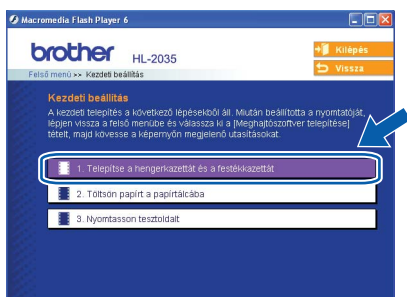 Macromedia Flash Player 6
brother HL-2035
Kilépés
Vissza
Felső menü >> Kezdeti beállítás
Kezdeti beállítás
A kezdeti telepítés a következő lépésekből áll. Miután beállította a nyomtatóját,
lépjen vissza a felső menübe és válassza ki a [Meghajtószoftver telepítése]
tételt, majd kövesse a képernyőn megjelenő utasításokat.
1. Telepítse a hengerkazettát és a festékkazettát
2. Töltsön papírt a papírtálcába
3. Nyomtasson tesztoldalt